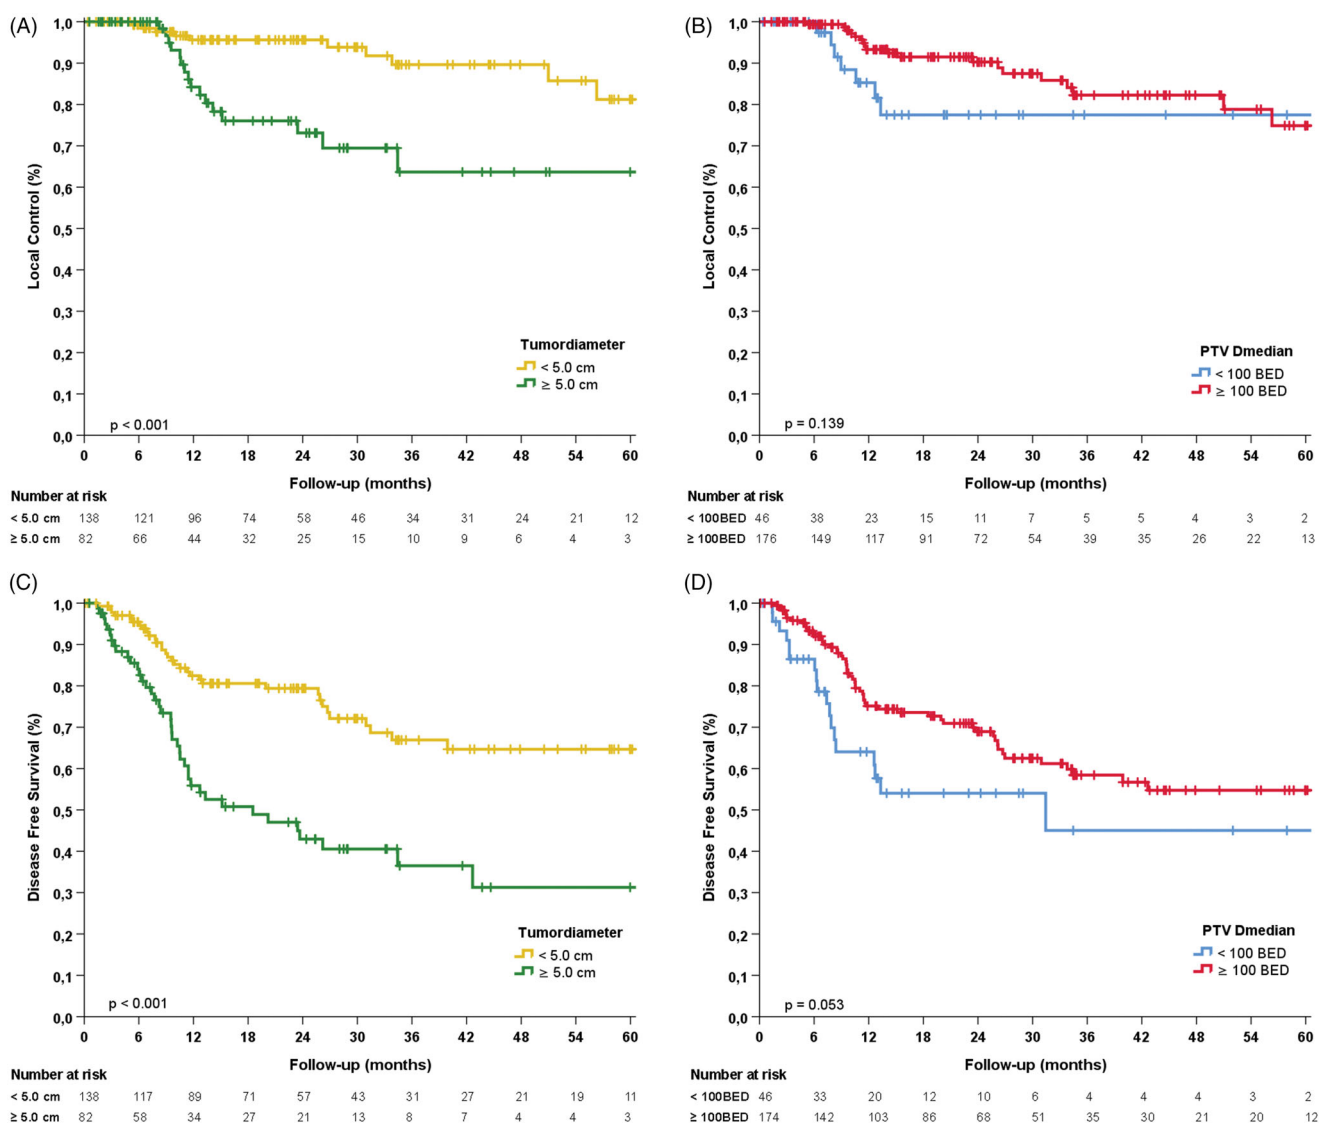 (A)
1,0
0,9
0,8
0,7
0,6
0,5
0,4
0,3
0,2
0,1
0,0
Local Control (%)
Tumordiameter
< 5.0 cm
≥ 5.0 cm
p < 0.001
0 6 12 18 24 30 36 42 48 54 60
Follow-up (months)
Number at risk
< 5.0 cm 138 121 96 74 58 46 34 31 24 21 12
≥ 5.0 cm 82 66 44 32 25 15 10 9 6 4 3
(B)
1,0
0,9
0,8
0,7
0,6
0,5
0,4
0,3
0,2
0,1
0,0
Local Control (%)
PTV Dmedian
< 100 BED
≥ 100 BED
p = 0.139
0 6 12 18 24 30 36 42 48 54 60
Follow-up (months)
Number at risk
< 100BED 46 38 23 15 11 7 5 5 4 3 2
≥ 100BED 176 149 117 91 72 54 39 35 26 22 13
(C)
1,0
0,9
0,8
0,7
0,6
0,5
0,4
0,3
0,2
0,1
0,0
Disease Free Survival (%)
Tumordiameter
< 5.0 cm
≥ 5.0 cm
p < 0.001
0 6 12 18 24 30 36 42 48 54 60
Follow-up (months)
Number at risk
< 5.0 cm 138 117 89 71 57 43 31 27 21 19 11
≥ 5.0 cm 82 58 34 27 21 13 8 7 4 4 3
(D)
1,0
0,9
0,8
0,7
0,6
0,5
0,4
0,3
0,2
0,1
0,0
Disease Free Survival (%)
PTV Dmedian
< 100 BED
≥ 100 BED
p = 0.053
0 6 12 18 24 30 36 42 48 54 60
Follow-up (months)
Number at risk
< 100BED 46 33 20 12 10 6 4 4 4 3 2
≥ 100BED 174 142 103 86 68 51 35 30 21 20 12